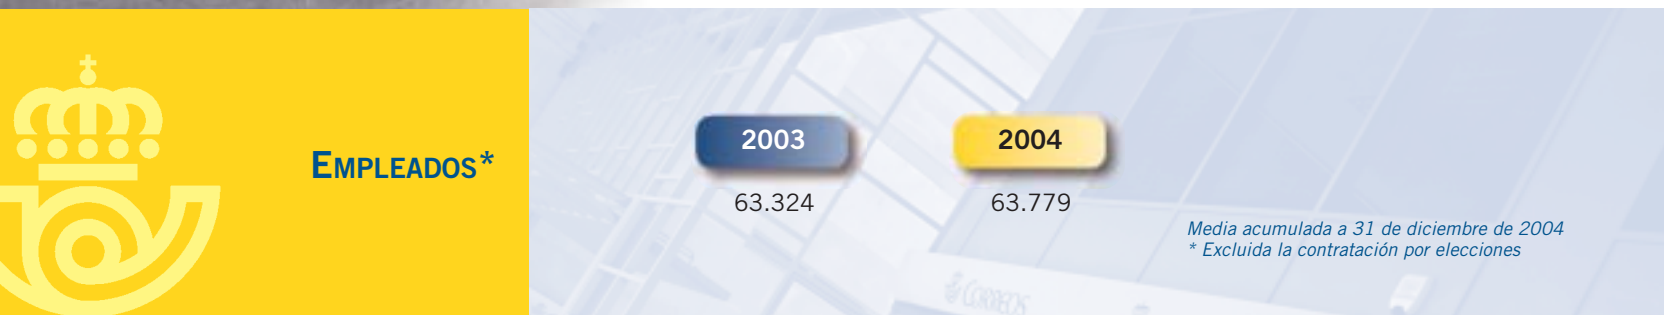 EMPLEADOS*
2003
2004
63.324
63.779
Media acumulada a 31 de diciembre de 2004
* Excluida la contratación por elecciones
CORREOS